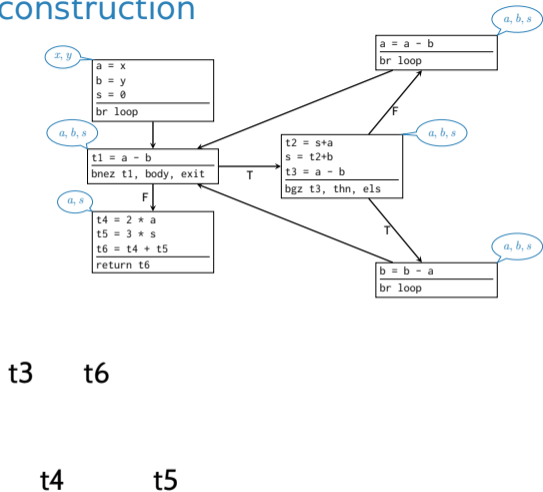 construction
x, y
a = x
b = y
s = 0
br loop
a, b, s
t1 = a - b
bnez t1, body, exit
T
F
a, s
t4 = 2 * a
t5 = 3 * s
t6 = t4 + t5
return t6
a, b, s
t2 = s+a
s = t2+b
t3 = a - b
bgz t3, thn, els
F
a, b, s
a = a - b
br loop
T
a, b, s
b = b - a
br loop
t3 t6
t4 t5